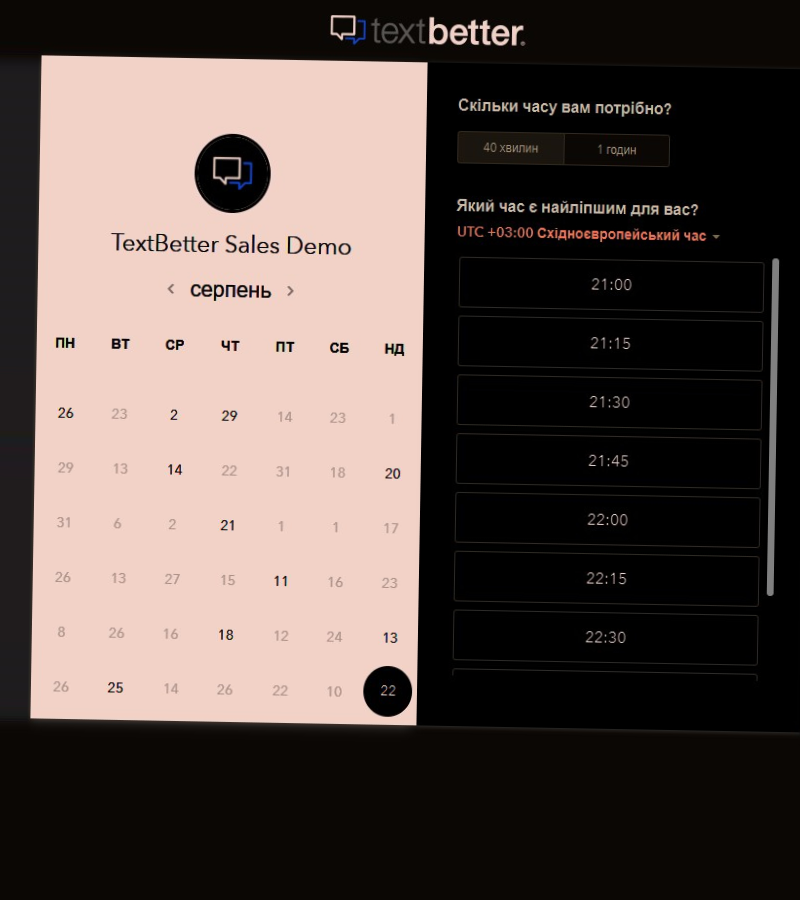 textbetter.
TextBetter Sales Demo
серпень
ПН ВТ СР ЧТ ПТ СБ НД
26 23 2 29 14 23 1
29 13 14 22 31 18 20
31 6 2 21 1 1 17
26 13 27 15 11 16 23
8 26 16 18 12 24 13
26 25 14 26 22 10 22
Скільки часу вам потрібно?
40 хвилин 1 годин
Який час є найліпшим для вас?
UTC +03:00 Східноєвропейський час
21:00
21:15
21:30
21:45
22:00
22:15
22:30